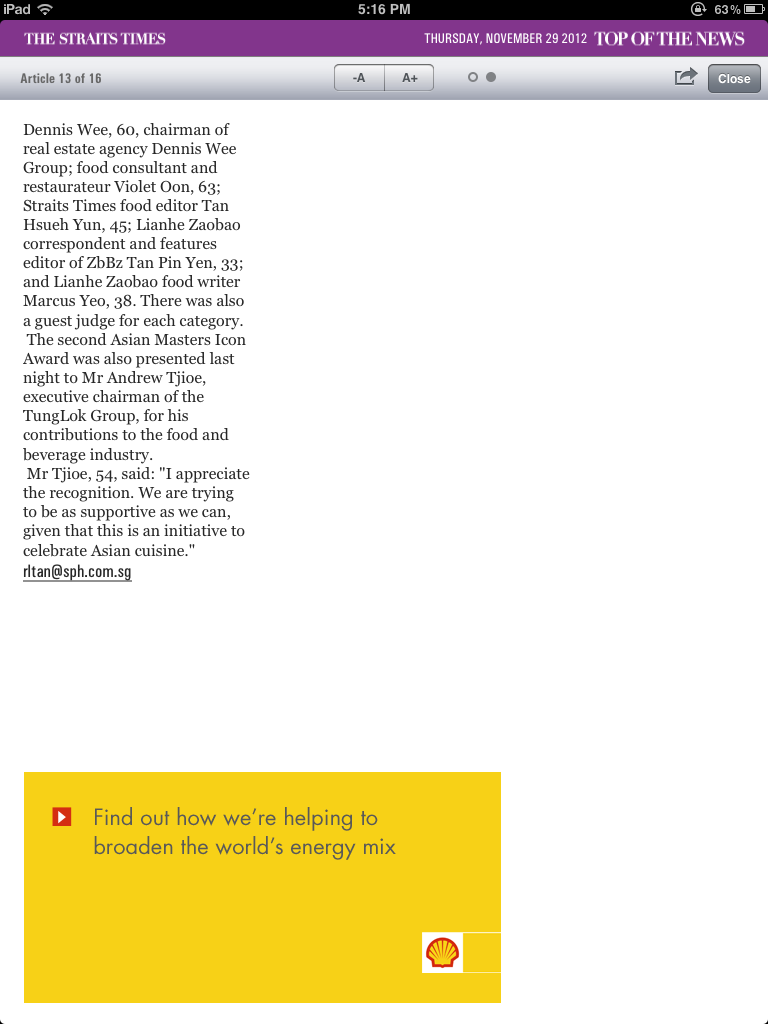 iPad
5:16 PM
63%
THE STRAITS TIMES
THURSDAY, NOVEMBER 29 2012 TOP OF THE NEWS
Article 13 of 16
-A
A+
Close
Dennis Wee, 60, chairman of
real estate agency Dennis Wee
Group; food consultant and
restaurateur Violet Oon, 63;
Straits Times food editor Tan
Hsueh Yun, 45; Lianhe Zaobao
correspondent and features
editor of ZbBz Tan Pin Yen, 33;
and Lianhe Zaobao food writer
Marcus Yeo, 38. There was also
a guest judge for each category.
The second Asian Masters Icon
Award was also presented last
night to Mr Andrew Tjioe,
executive chairman of the
TungLok Group, for his
contributions to the food and
beverage industry.
Mr Tjioe, 54, said: "I appreciate
the recognition. We are trying
to be as supportive as we can,
given that this is an initiative to
celebrate Asian cuisine."
rltan@sph.com.sg
Find out how we're helping to
broaden the world's energy mix